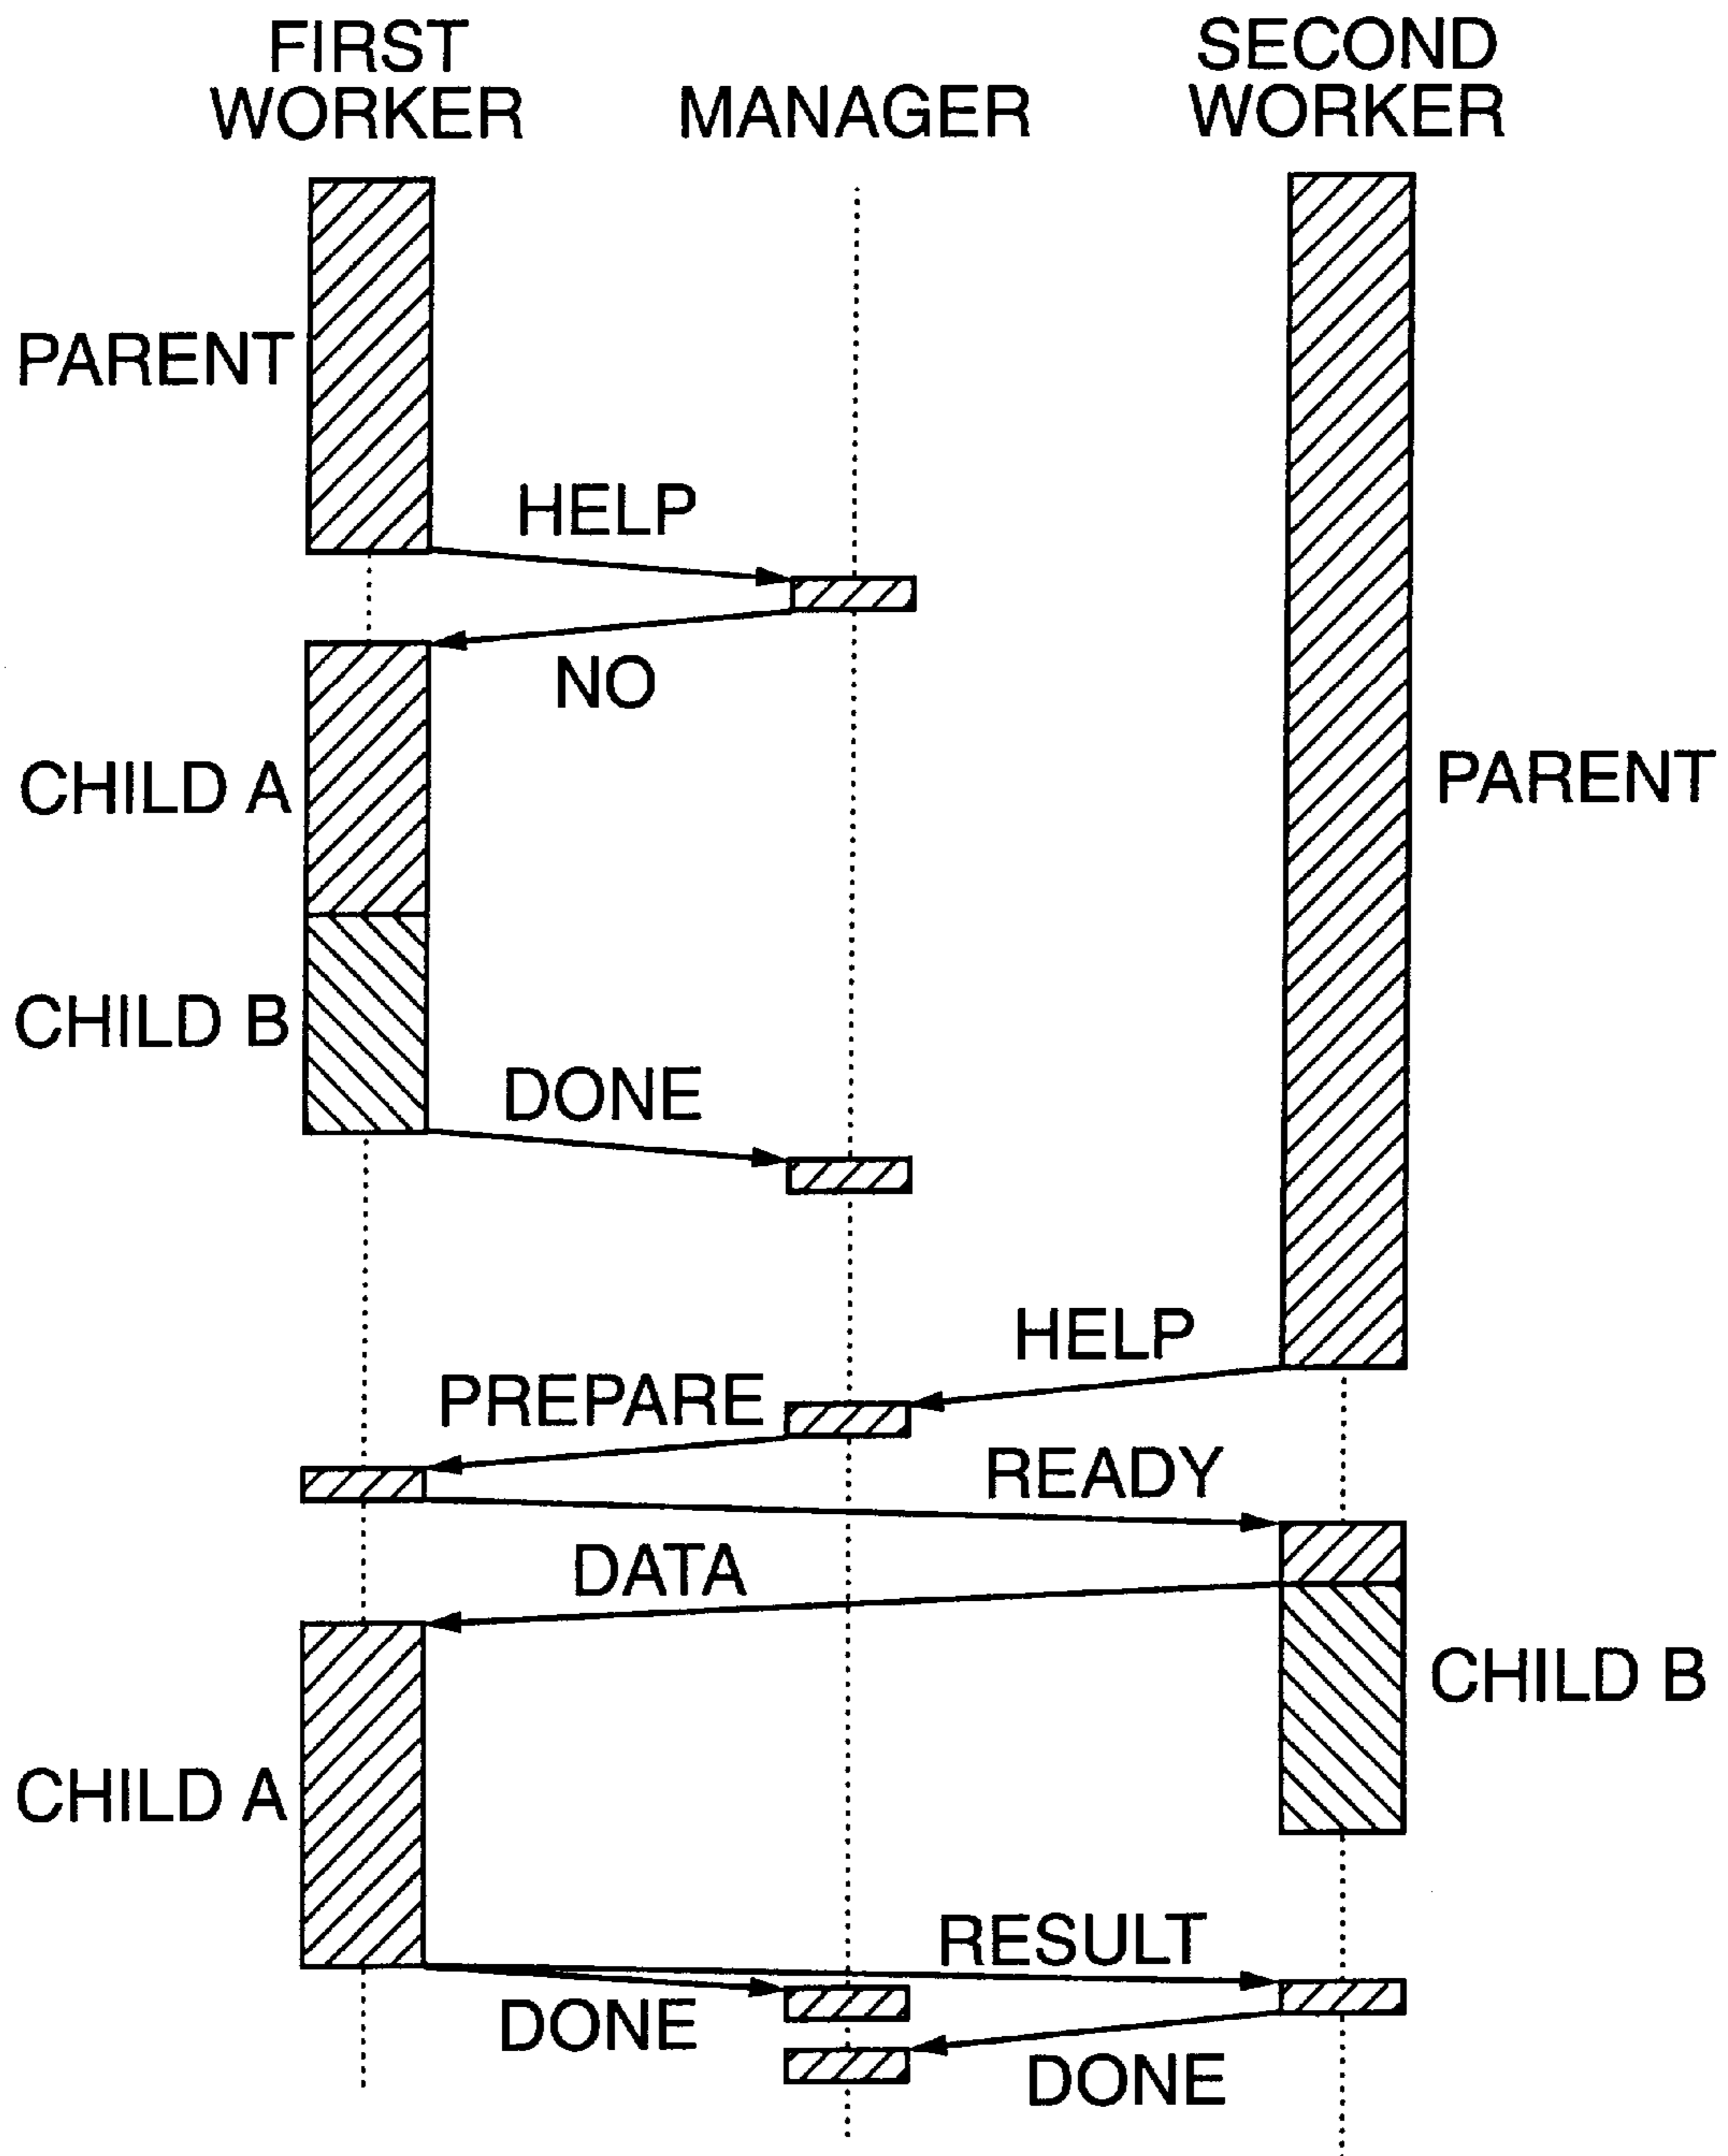 FIRST
WORKER
MANAGER
SECOND
WORKER
PARENT
HELP
NO
CHILD A
PARENT
CHILD B
DONE
HELP
PREPARE
READY
DATA
CHILD B
CHILD A
RESULT
DONE
DONE